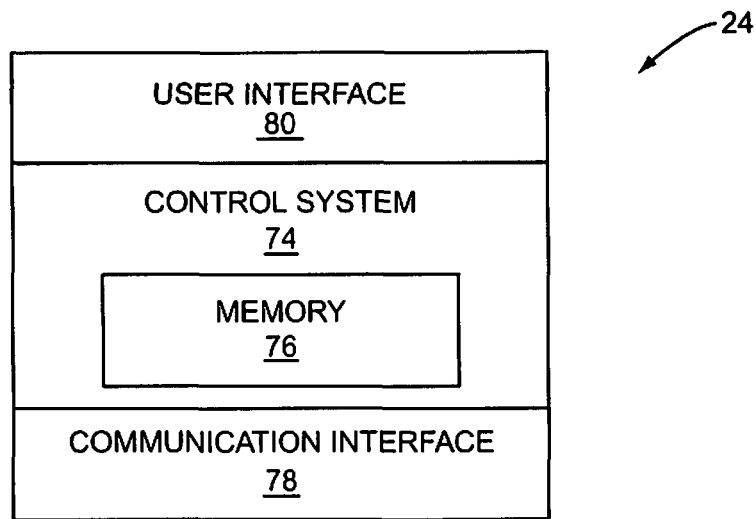 24
USER INTERFACE
80
CONTROL SYSTEM
74
MEMORY
76
COMMUNICATION INTERFACE
78